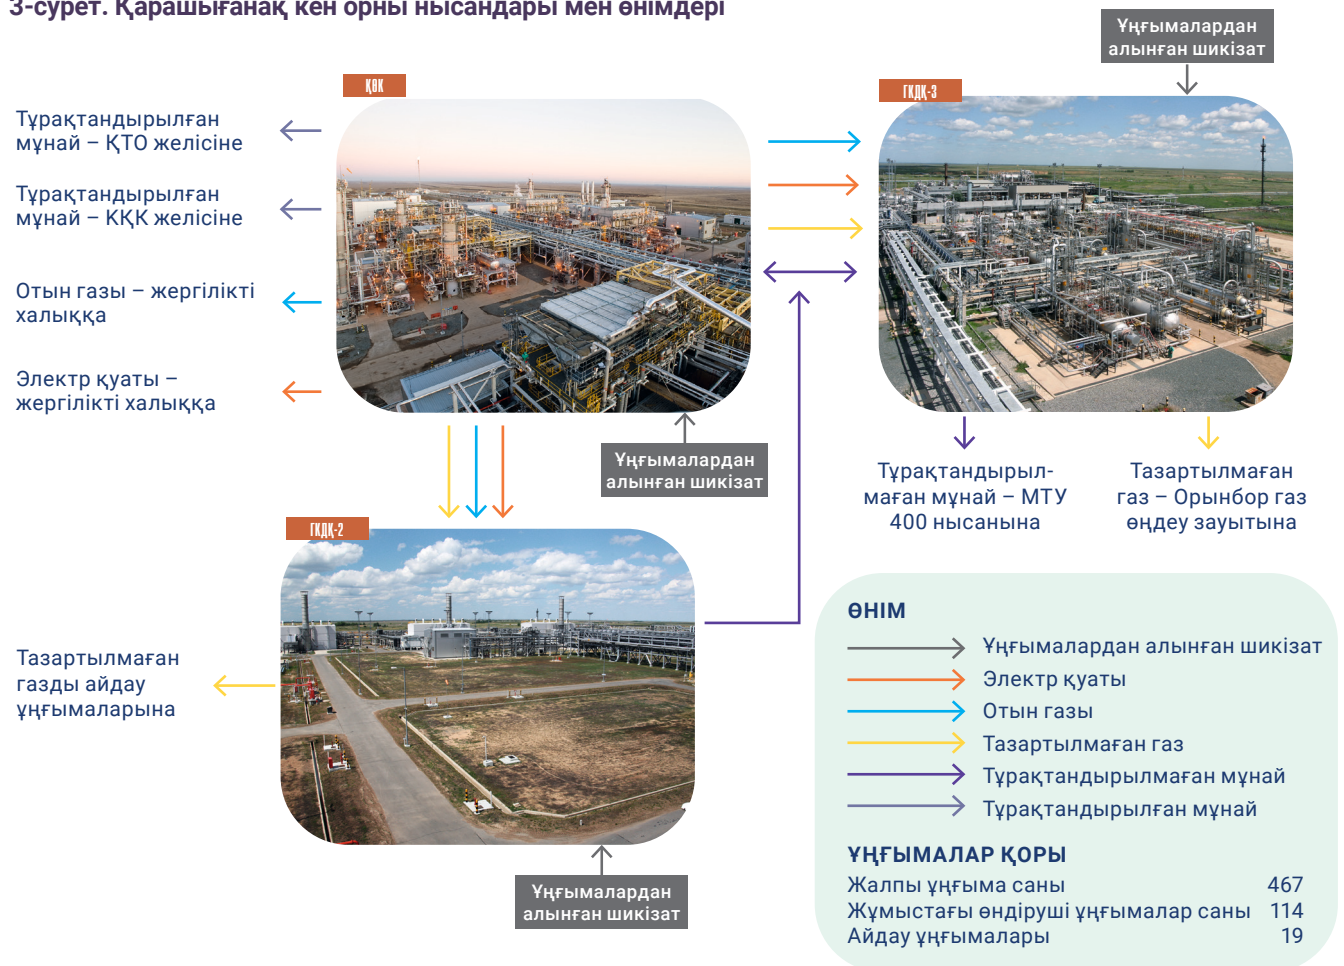 3-сурет. Қарашығанақ кен орны нысандары мен өнімдері
Ұңғымалардан
алынған шикізат
ҚӨК
ГКДҚ-3
Тұрақтандырылған
мұнай – ҚТО желісіне
Тұрақтандырылған
мұнай – КҚК желісіне
Отын газы – жергілікті
халыққа
Электр қуаты –
жергілікті халыққа
Ұңғымалардан
алынған шикізат
Тұрақтандырыл-
маған мұнай – МТУ
400 нысанына
Тазартылмаған
газ – Орынбор газ
өңдеу зауытына
ГКДҚ-2
Тазартылмаған
газды айдау
ұңғымаларына
Ұңғымалардан
алынған шикізат
ӨНІМ
Ұңғымалардан алынған шикізат
Электр қуаты
Отын газы
Тазартылмаған газ
Тұрақтандырылмаған мұнай
Тұрақтандырылған мұнай
ҰҢҒЫМАЛАР ҚОРЫ
Жалпы ұңғыма саны 467
Жұмыстағы өндіруші ұңғымалар саны 114
Айдау ұңғымалары 19